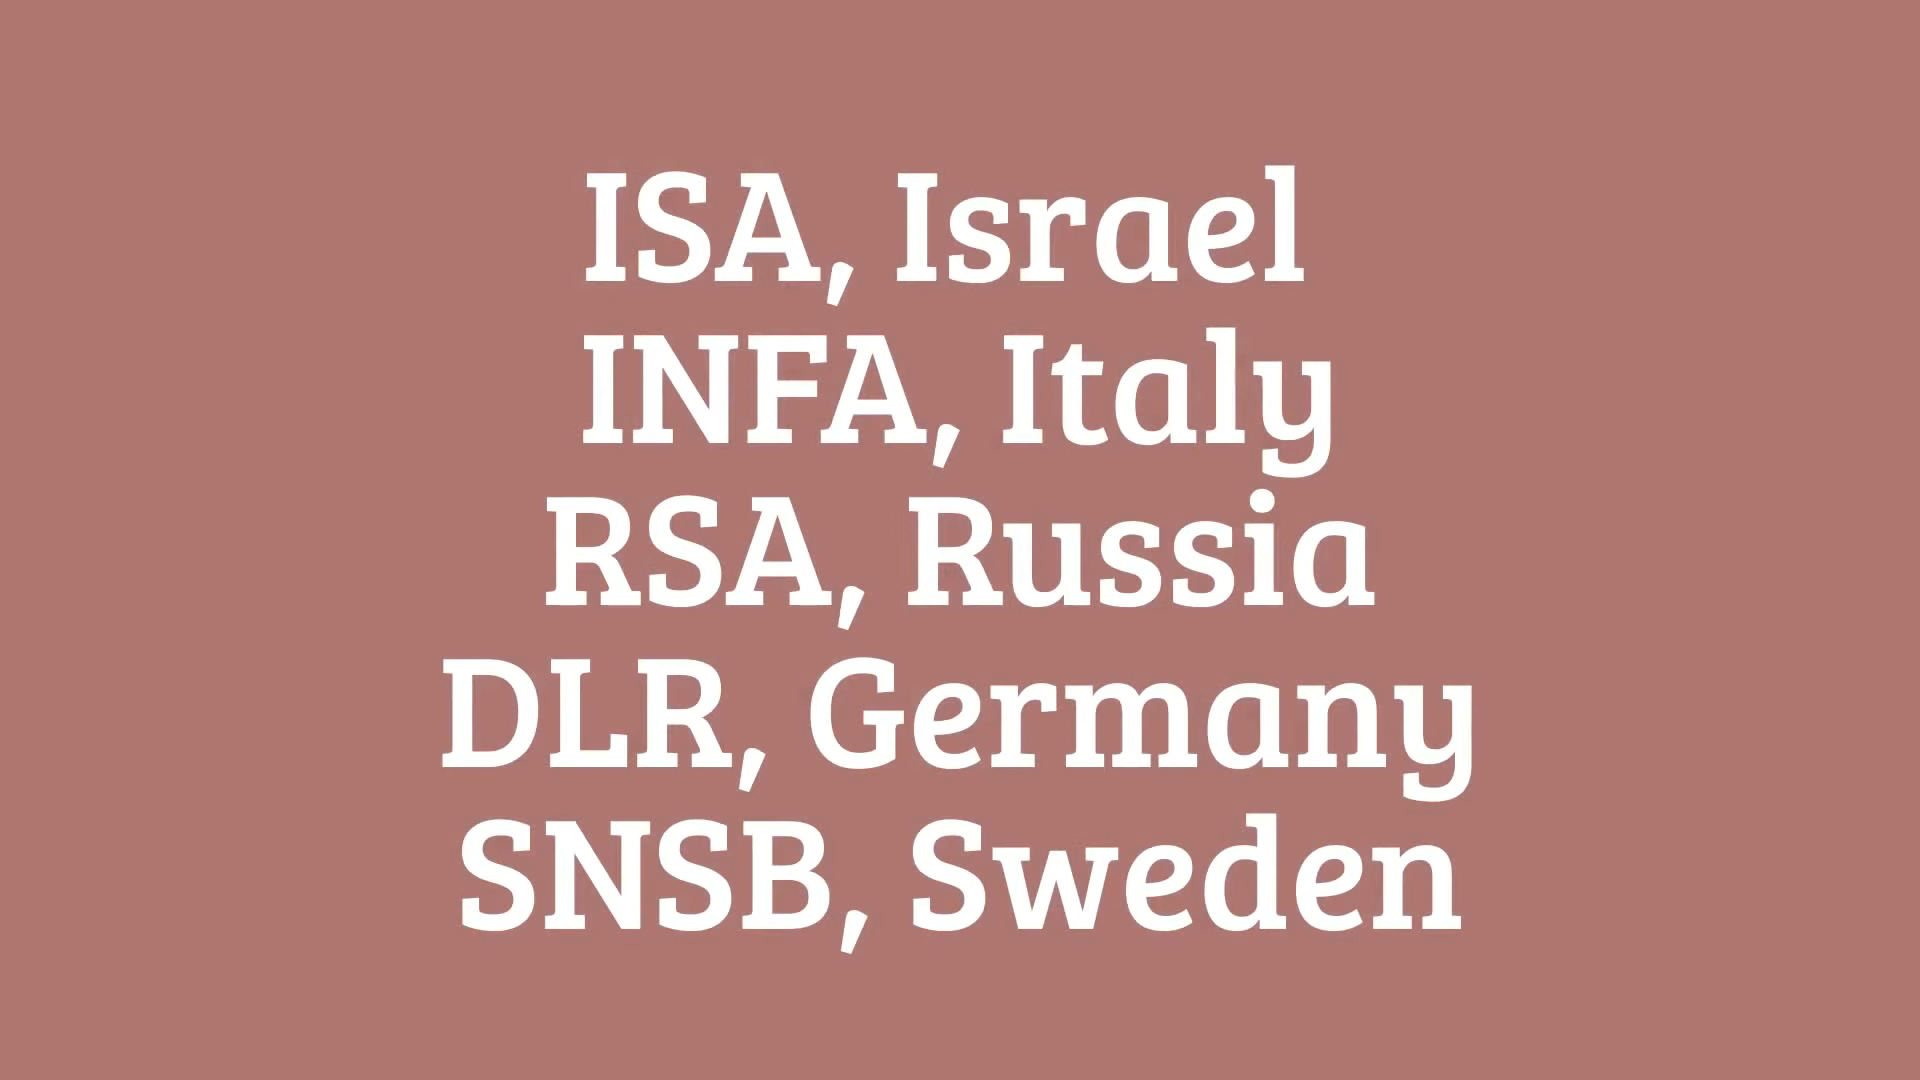 ISA, Israel
INFA, Italy
RSA, Russia
DLR, Germany
SNSB, Sweden